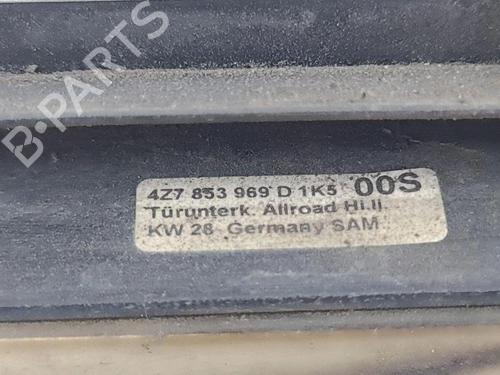 B-PARTS
4Z7 853 969 D 1K5 00S
Türunterk. Allroad Hi.li.
KW 28 Germany SAM